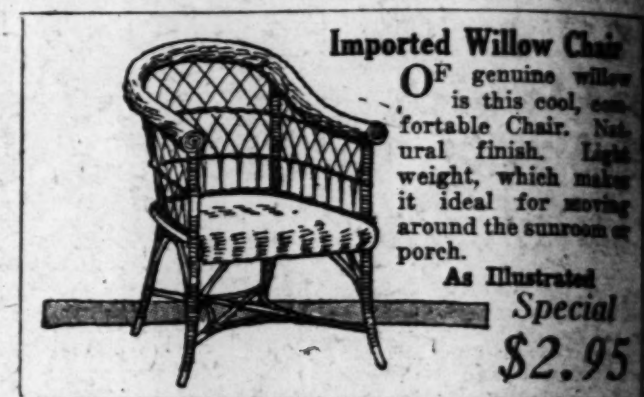 Imported Willow Chair
OF genuine willow
is this cool, com-
fortable Chair. Nat-
ural finish. Light
weight, which makes
it ideal for moving
around the sunroom or
porch.
As Illustrated
Special
$2.95